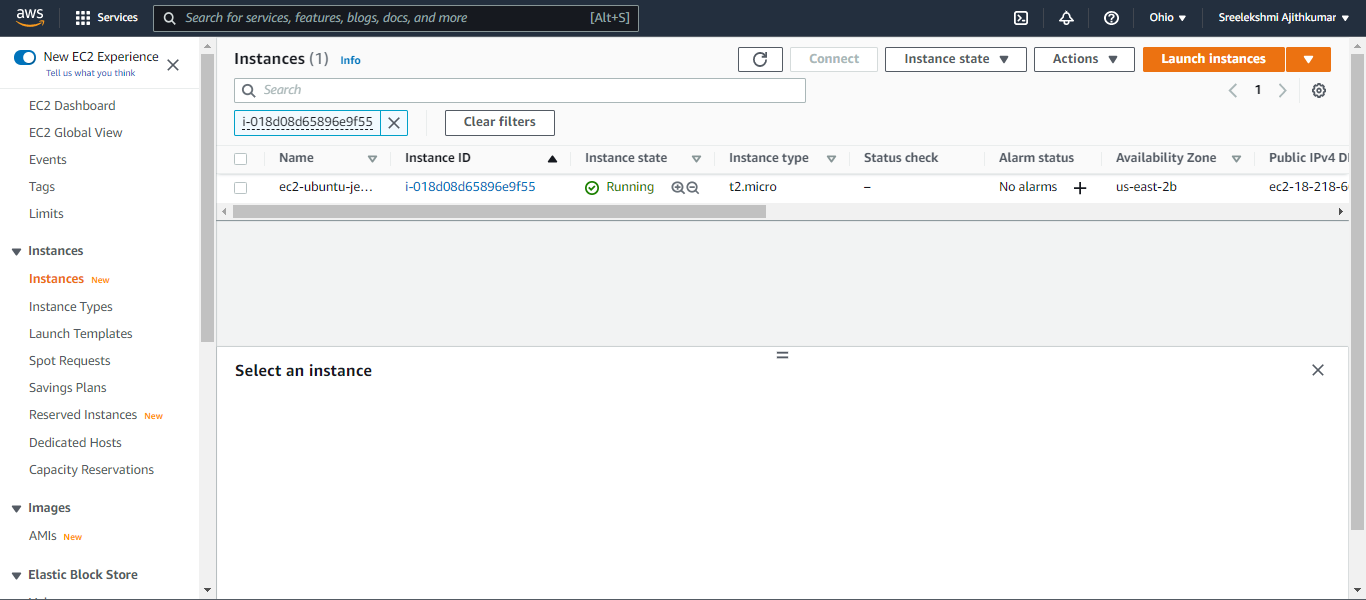 aws
Services
Search for services, features, blogs, docs, and more
[Alt+S]
Ohio
Sreelekshmi Ajithkumar
New EC2 Experience
Tell us what you think
EC2 Dashboard
EC2 Global View
Events
Tags
Limits
Instances
Instances New
Instance Types
Launch Templates
Spot Requests
Savings Plans
Reserved Instances New
Dedicated Hosts
Capacity Reservations
Images
AMIs New
Elastic Block Store
Instances (1) Info
Connect
Instance state
Actions
Launch instances
Search
1
i-018d08d65896e9f55
Clear filters
Name Instance ID Instance state Instance type Status check Alarm status Availability Zone Public IPv4
ec2-ubuntu-je... i-018d08d65896e9f55 Running t2.micro – No alarms + us-east-2b ec2-18-218-6
Select an instance